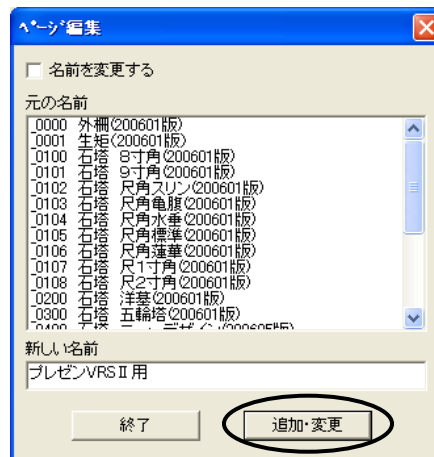 ﾍﾟｰｼﾞ編集
名前を変更する
元の名前
_0000 外柵(200601版)
_0001 生矩(200601版)
_0100 石塔 8寸角(200601版)
_0101 石塔 9寸角(200601版)
_0102 石塔 尺角スリン(200601版)
_0103 石塔 尺角亀腹(200601版)
_0104 石塔 尺角水垂(200601版)
_0105 石塔 尺角標準(200601版)
_0106 石塔 尺角蓮華(200601版)
_0107 石塔 尺1寸角(200601版)
_0108 石塔 尺2寸角(200601版)
_0200 石塔 洋墓(200601版)
_0300 石塔 五輪塔(200601版)
新しい名前
プレゼンVRSⅡ用
終了
追加・変更